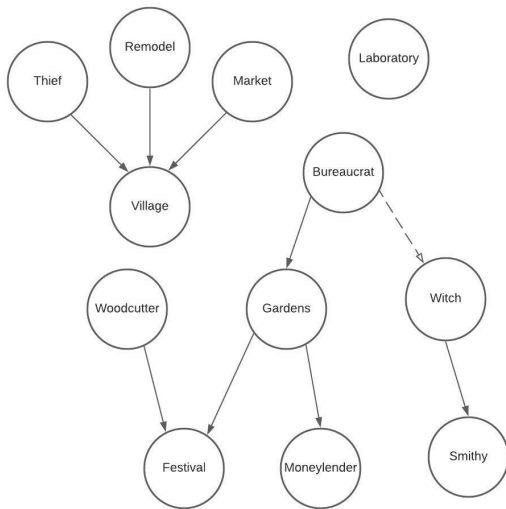 Remodel
Laboratory
Thief
Market
Bureaucrat
Village
Witch
Woodcutter
Gardens
Smithy
Festival
Moneylender